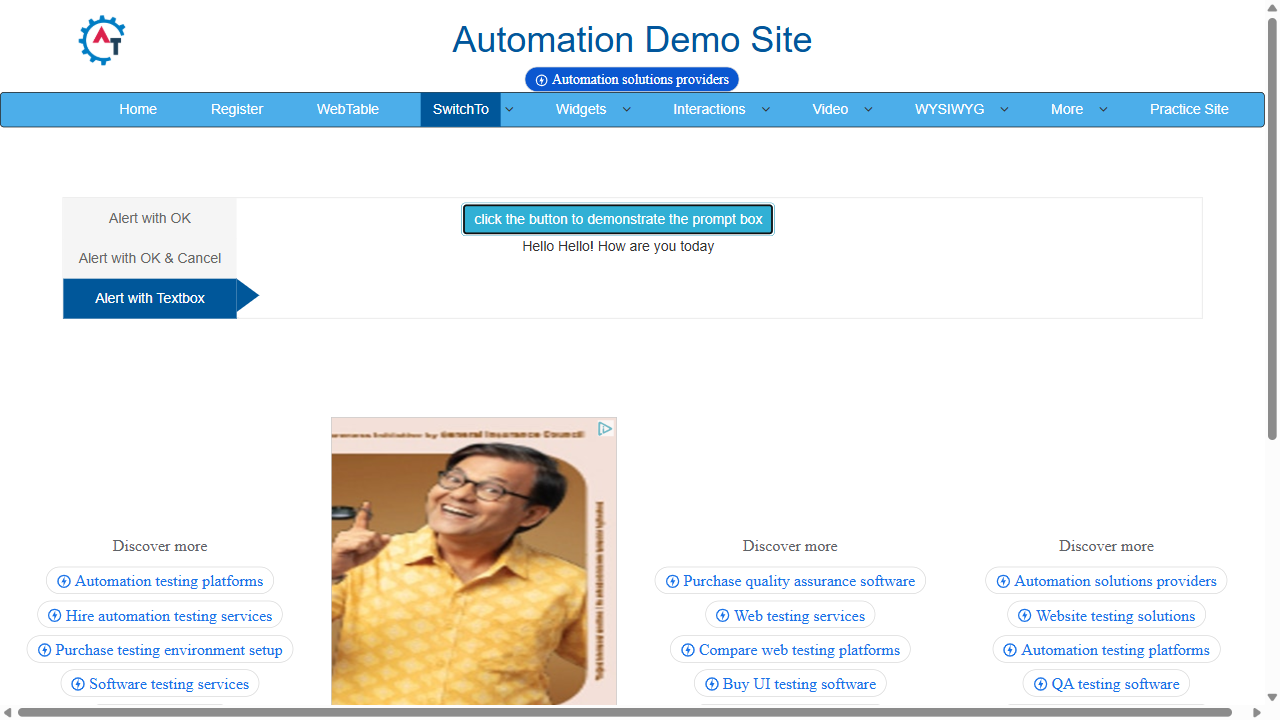 Automation Demo Site
Automation solutions providers
Home Register WebTable SwitchTo Widgets Interactions Video WYSIWYG More Practice Site
Alert with OK
Alert with OK & Cancel
Alert with Textbox
click the button to demonstrate the prompt box
Hello Hello! How are you today
General Insurance Council
Discover more
Automation testing platforms
Hire automation testing services
Purchase testing environment setup
Software testing services
Discover more
Purchase quality assurance software
Web testing services
Compare web testing platforms
Buy UI testing software
Discover more
Automation solutions providers
Website testing solutions
Automation testing platforms
QA testing software